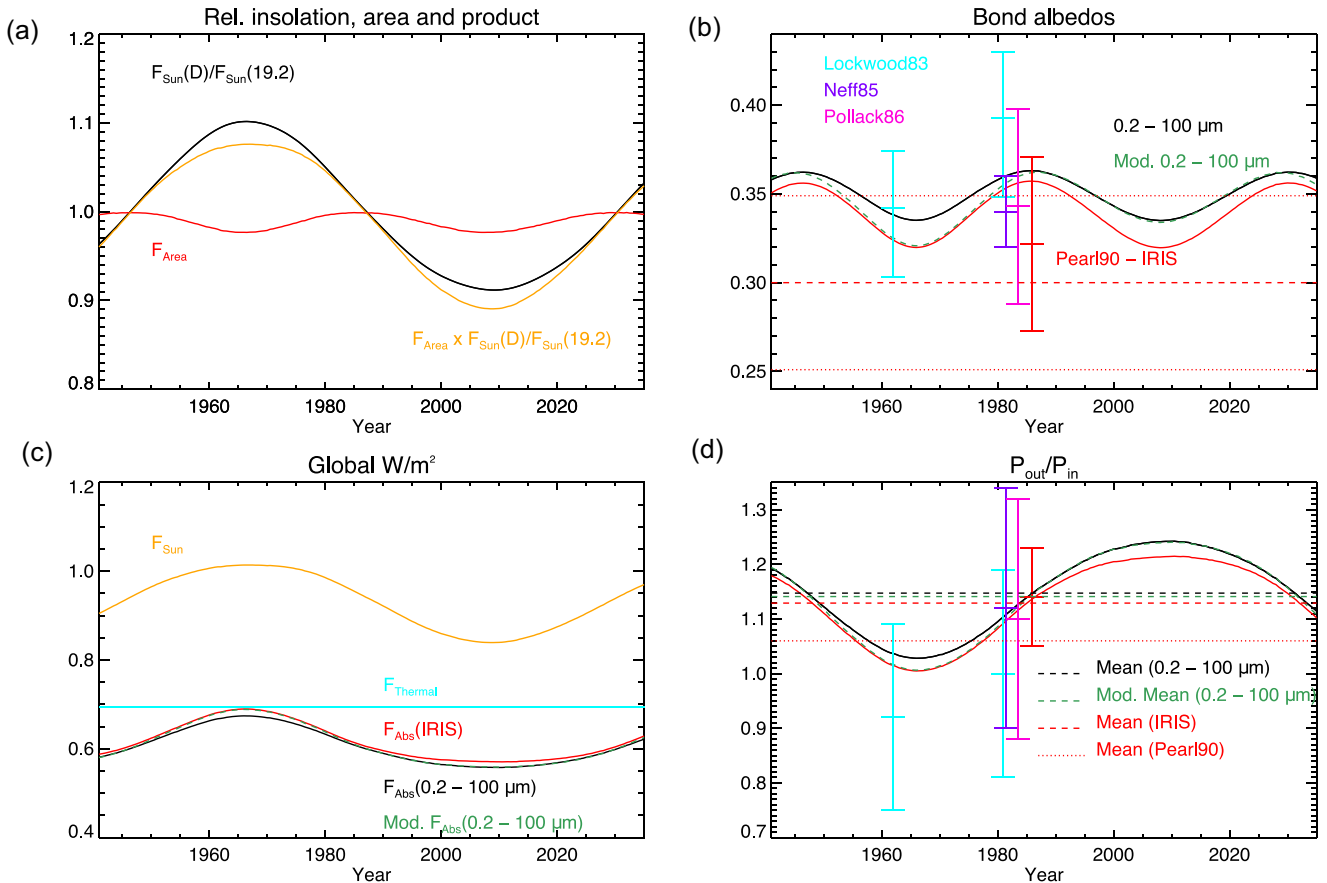 (a)
Rel. insolation, area and product
1.2
1.1
1.0
0.9
0.8
F_Sun(D)/F_Sun(19.2)
F_Area
F_Area x F_Sun(D)/F_Sun(19.2)
1960 1980 2000 2020
Year
(b)
Bond albedos
0.40
0.35
0.30
0.25
Lockwood83
Neff85
Pollack86
0.2 – 100 µm
Mod. 0.2 – 100 µm
Pearl90 – IRIS
1960 1980 2000 2020
Year
(c)
Global W/m²
1.2
1.0
0.8
0.6
0.4
F_Sun
F_Thermal
F_Abs(IRIS)
F_Abs(0.2 – 100 µm)
Mod. F_Abs(0.2 – 100 µm)
1960 1980 2000 2020
Year
(d)
P_out/P_in
1.3
1.2
1.1
1.0
0.9
0.8
0.7
Mean (0.2 – 100 µm)
Mod. Mean (0.2 – 100 µm)
Mean (IRIS)
Mean (Pearl90)
1960 1980 2000 2020
Year